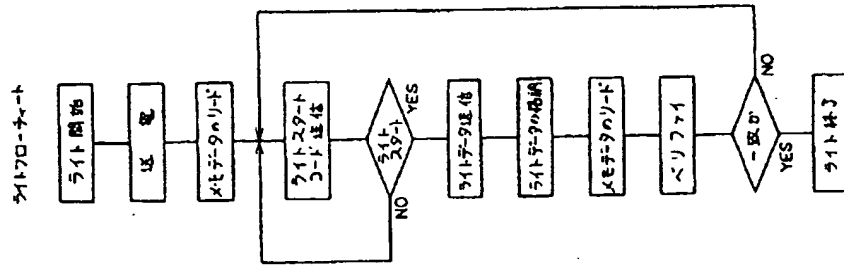 ライトフローチャート
ライト開始
送電
メモデータのリード
ライトスタート
コード送信
ライト
スタート
YES
NO
ライトデータ送信
ライトデータの格納
メモデータのリード
ベリファイ
一致か
NO
YES
ライト終了